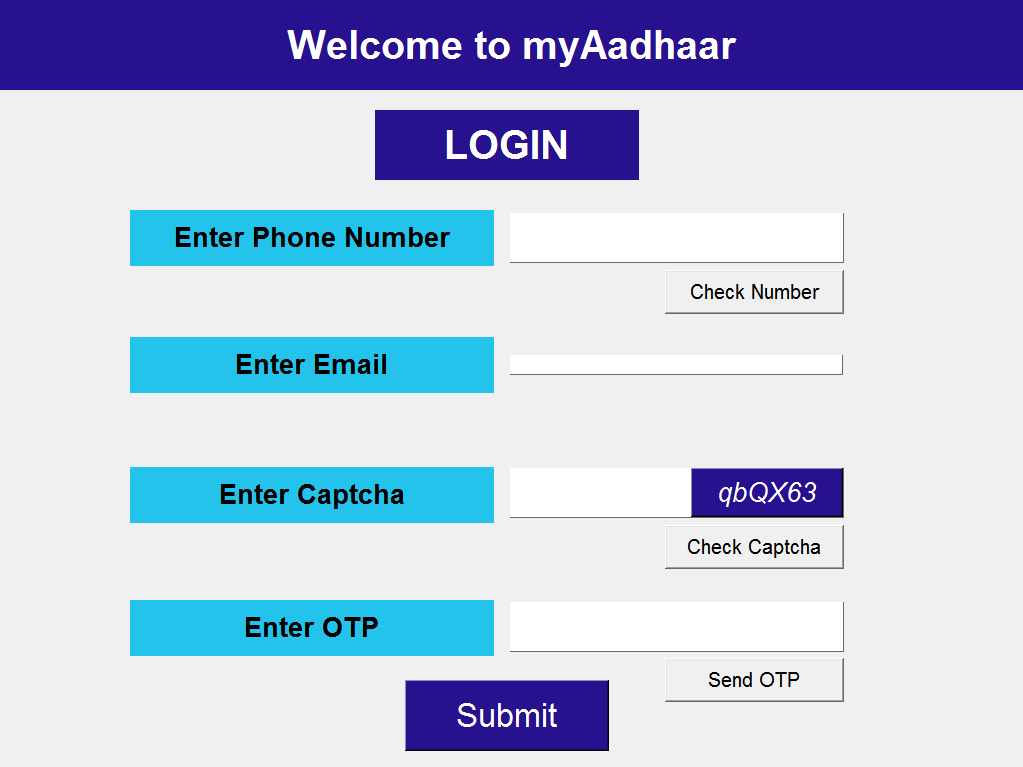 Welcome to myAadhaar
LOGIN
Enter Phone Number
Check Number
Enter Email
Enter Captcha
qbQX63
Check Captcha
Enter OTP
Send OTP
Submit